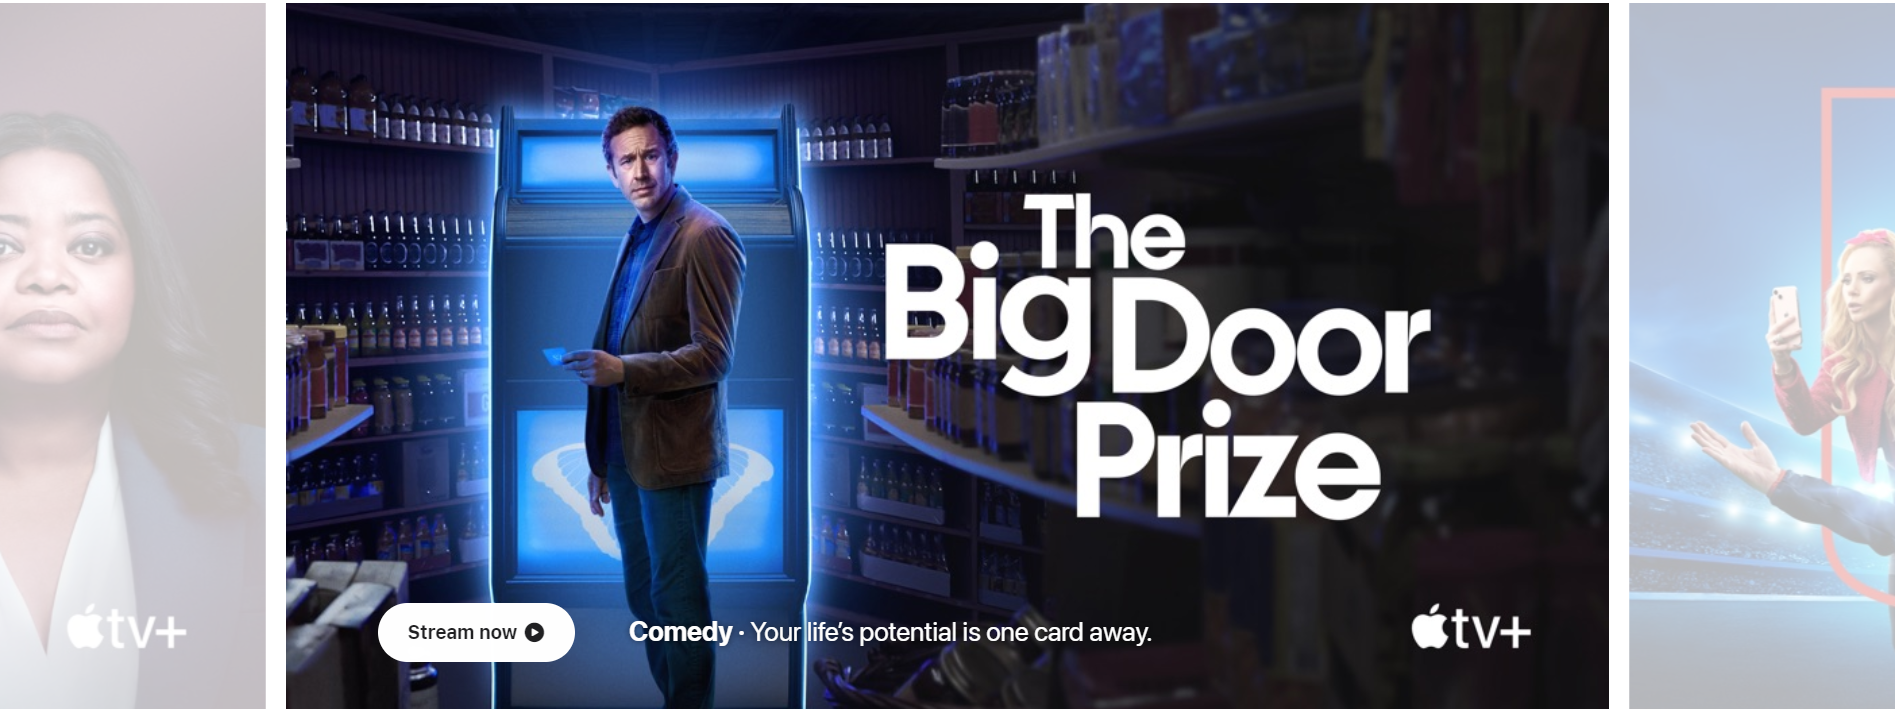 The
Big Door
Prize
Stream now
Comedy · Your life's potential is one card away.
tv+
tv+